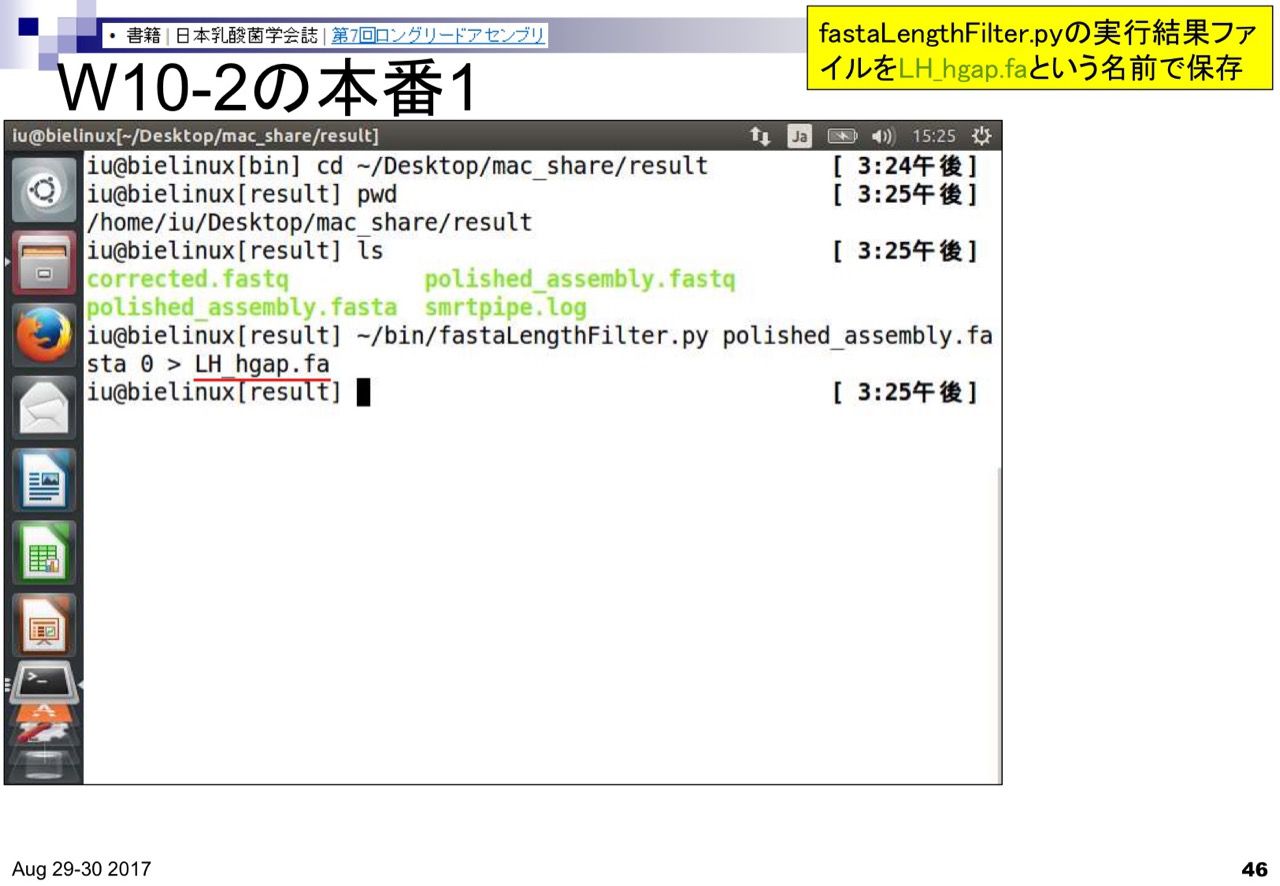 • 書籍 | 日本乳酸菌学会誌 | 第7回ロングリードアセンブリ
fastaLengthFilter.pyの実行結果ファ
イルをLH_hgap.faという名前で保存
W10-2の本番1
iu@bielinux[~/Desktop/mac_share/result] Ja 15:25
iu@bielinux[bin] cd ~/Desktop/mac_share/result [ 3:24午後]
iu@bielinux[result] pwd [ 3:25午後]
/home/iu/Desktop/mac_share/result
iu@bielinux[result] ls [ 3:25午後]
corrected.fastq polished_assembly.fastq
polished_assembly.fasta smrtpipe.log
iu@bielinux[result] ~/bin/fastaLengthFilter.py polished_assembly.fa
sta 0 > LH_hgap.fa
iu@bielinux[result] [ 3:25午後]
Aug 29-30 2017
46